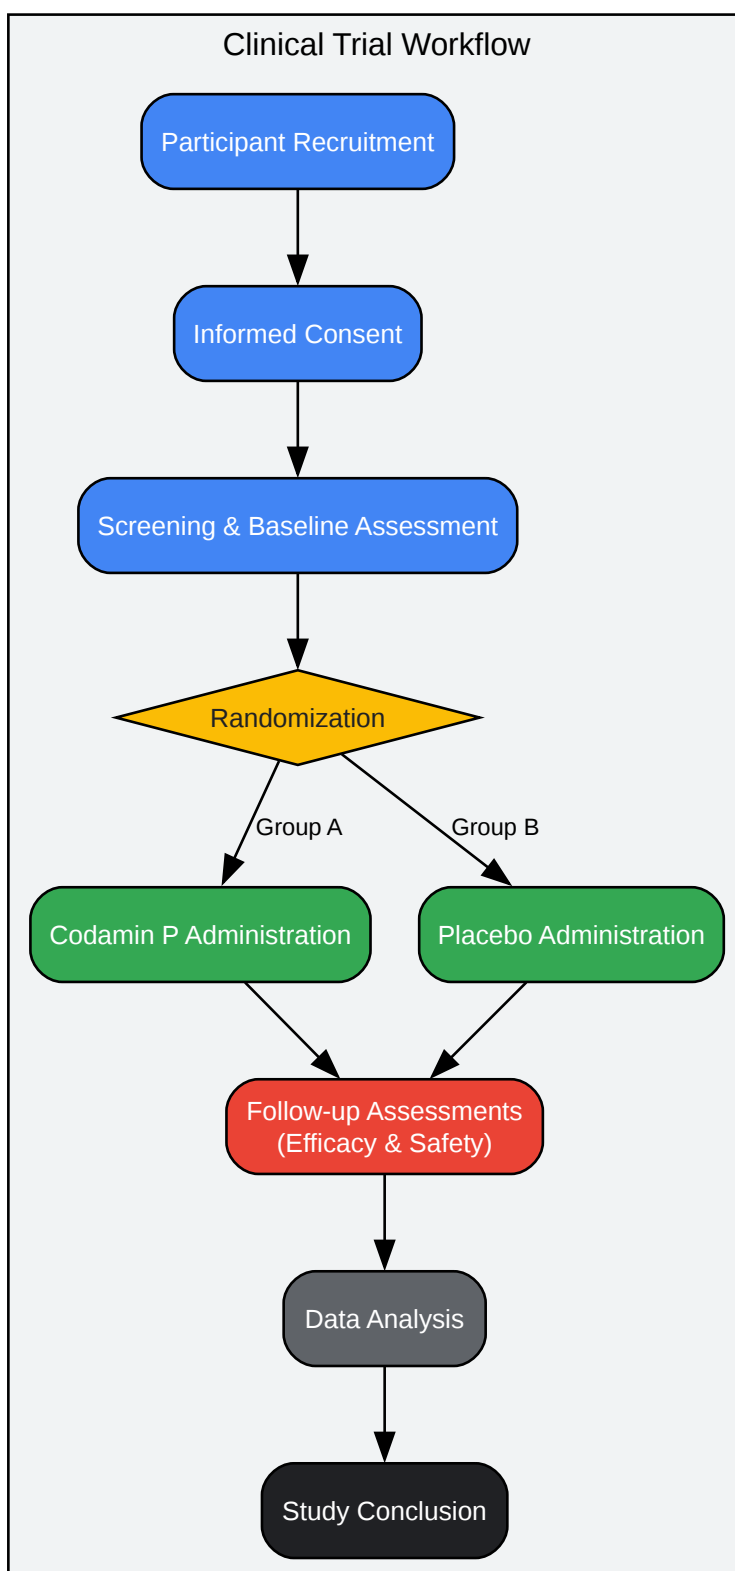 Clinical Trial Workflow
Participant Recruitment
Informed Consent
Screening & Baseline Assessment
Randomization
Group A
Group B
Codamin P Administration
Placebo Administration
Follow-up Assessments
(Efficacy & Safety)
Data Analysis
Study Conclusion